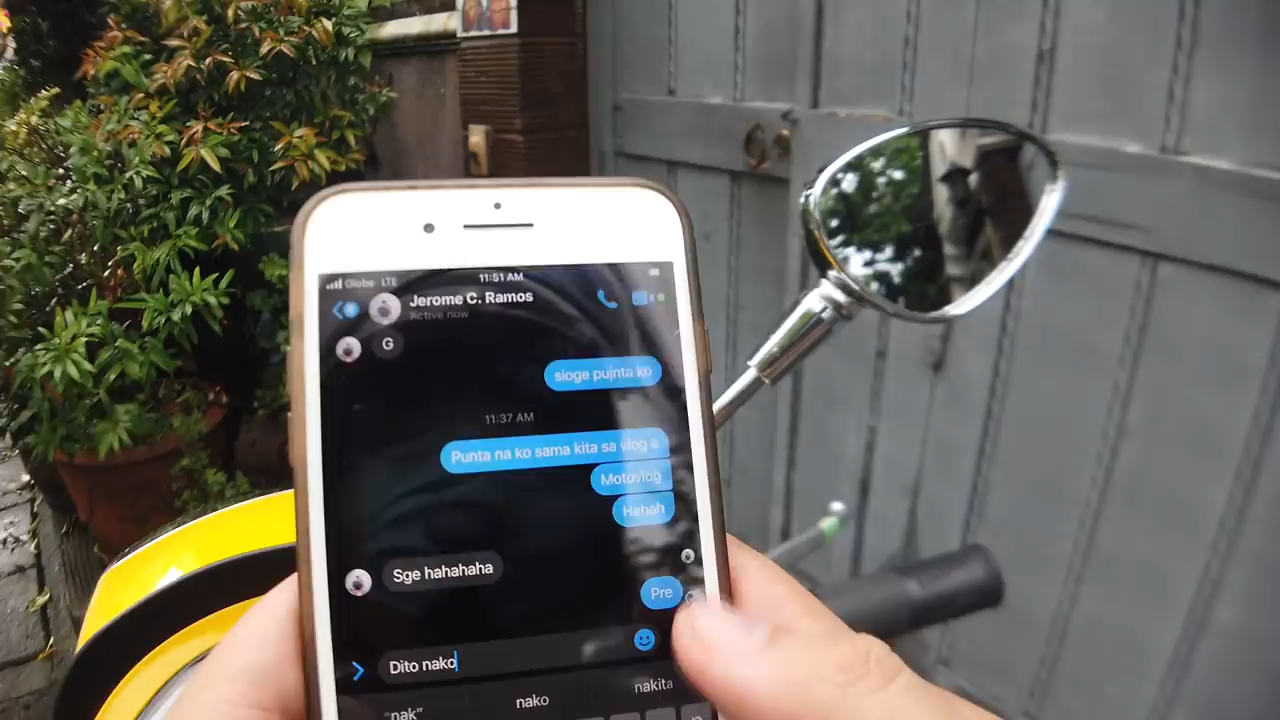 Globe LTE
11:51 AM
Jerome C. Ramos
Active now
G
sioge pujnta ko
11:37 AM
Punta na ko sama kita sa vlog a
Motovlog
Hahah
Sge hahahaha
Pre
Dito nako
"nak"
nako
nakita